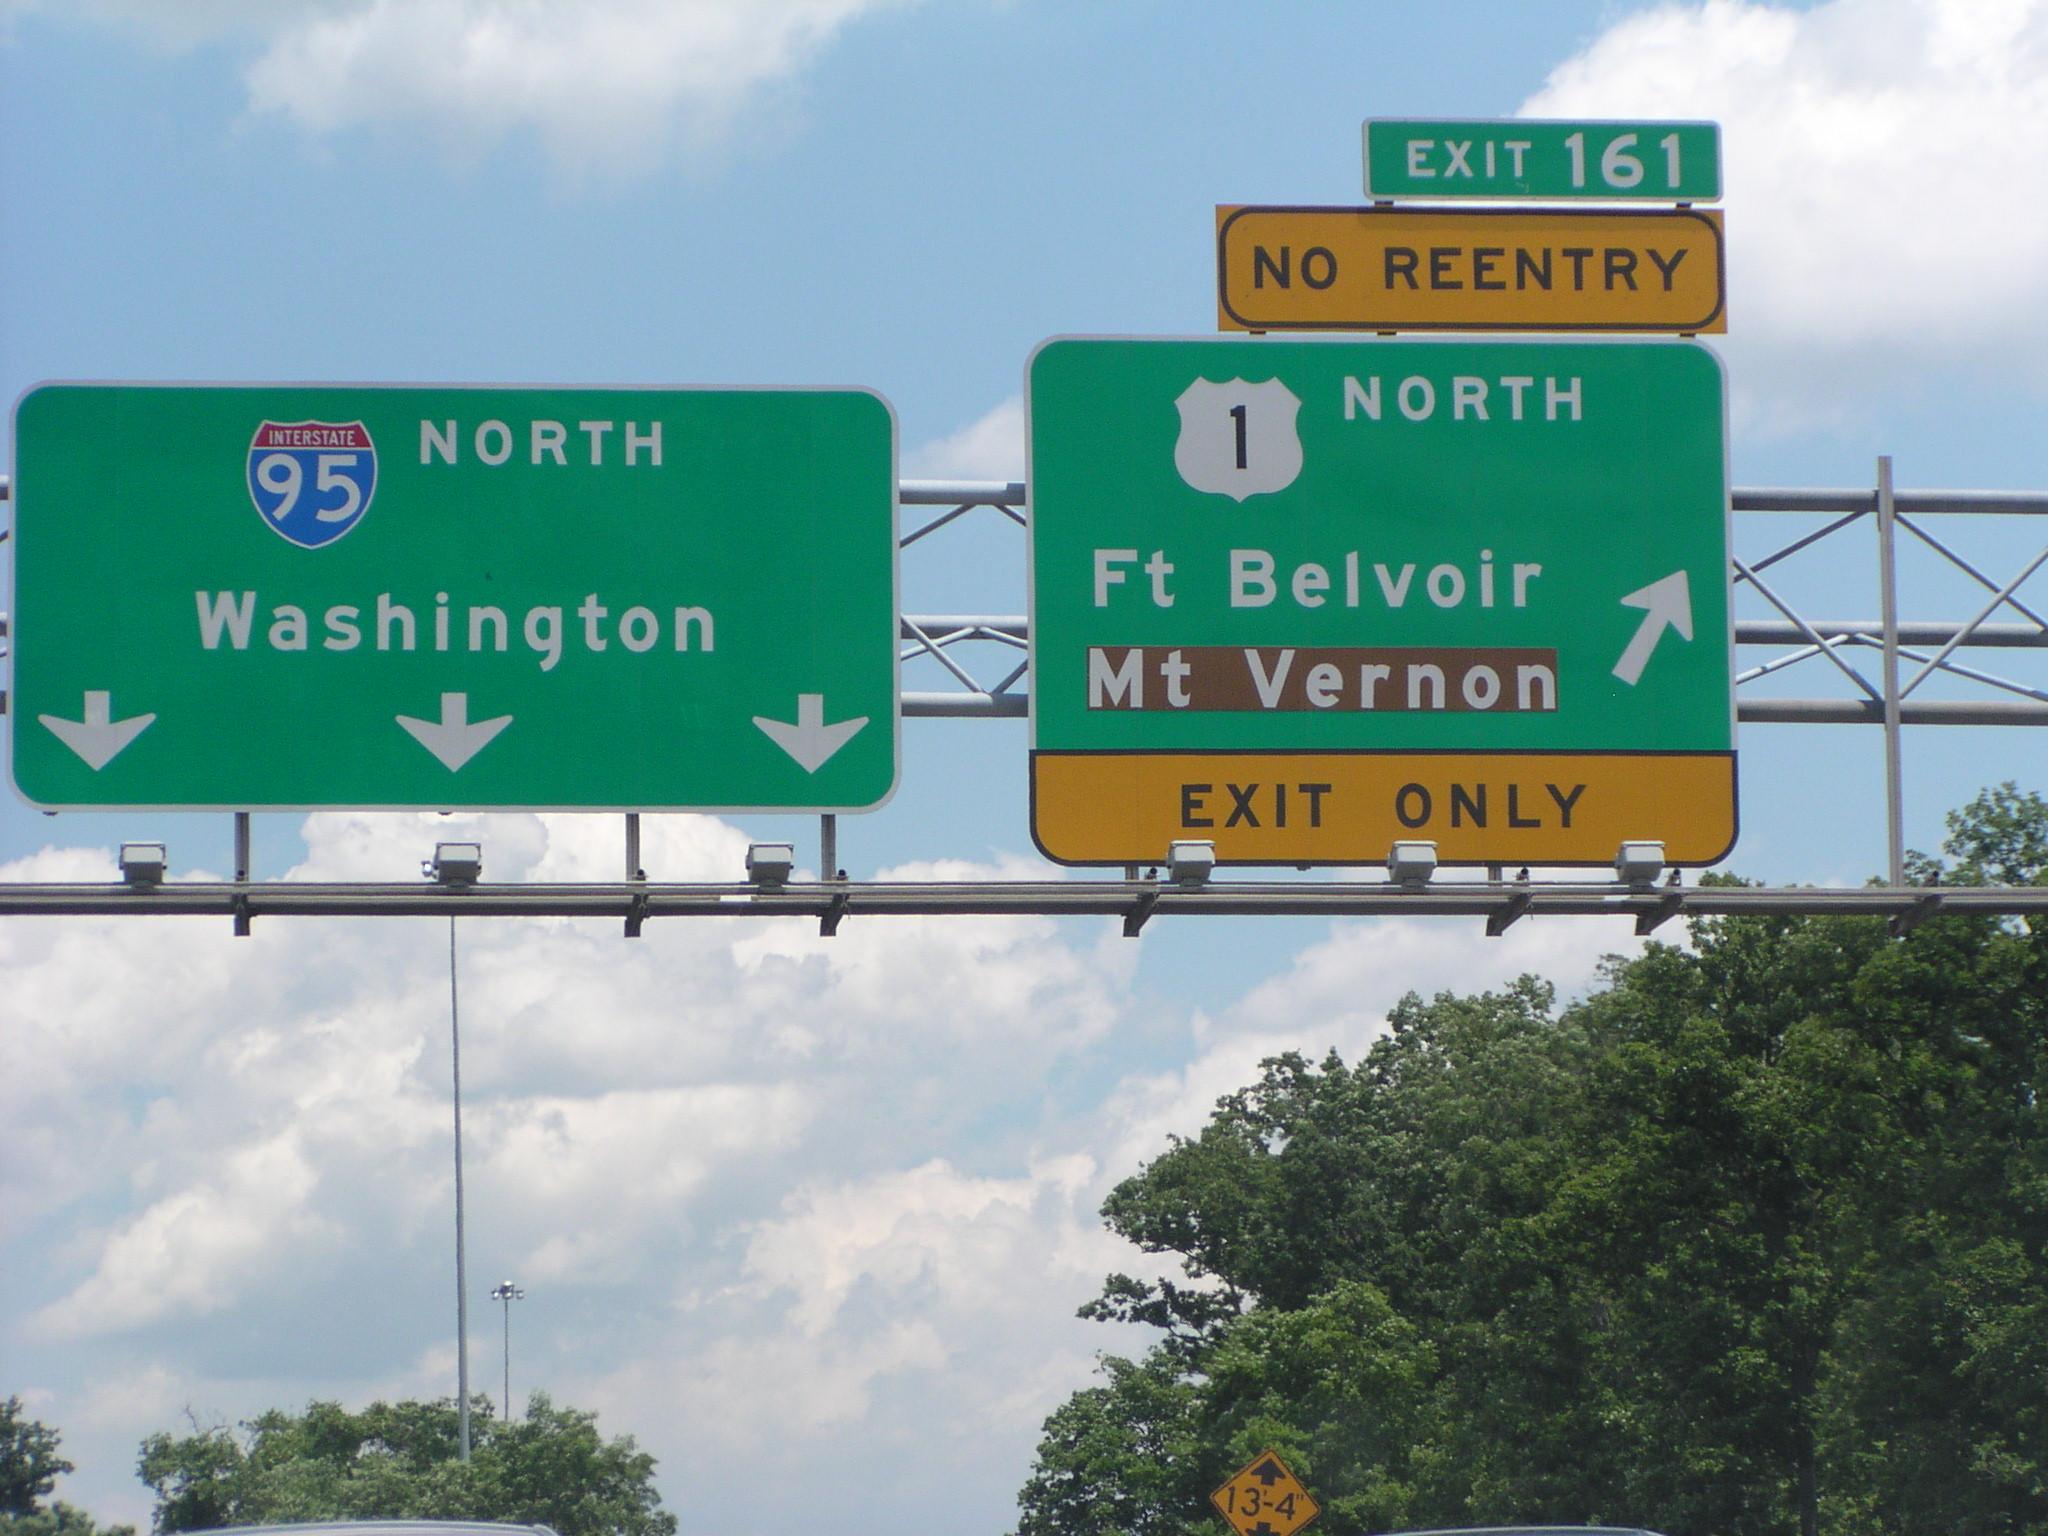 INTERSTATE
95
NORTH
Washington
EXIT 161
NO REENTRY
1
NORTH
Ft Belvoir
Mt Vernon
EXIT ONLY
13'-4"